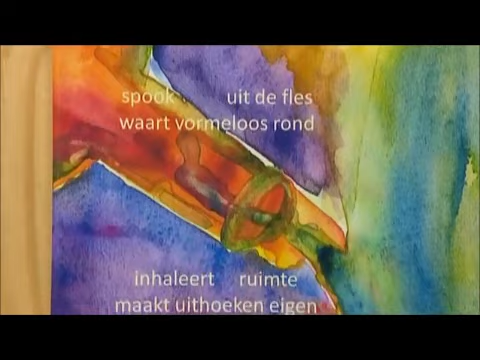 spook uit de fles
waart vormeloos rond
inhaleert ruimte
maakt uithoeken eigen